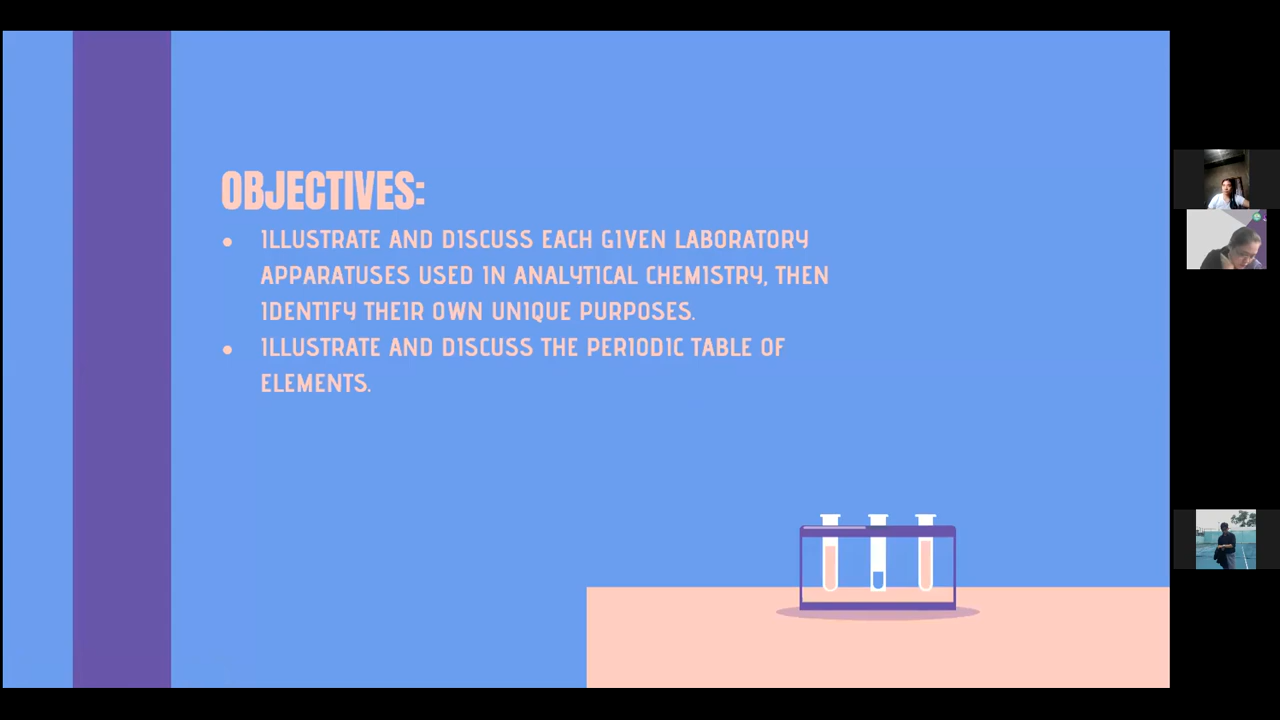 OBJECTIVES:
● ILLUSTRATE AND DISCUSS EACH GIVEN LABORATORY
APPARATUSES USED IN ANALYTICAL CHEMISTRY, THEN
IDENTIFY THEIR OWN UNIQUE PURPOSES.
● ILLUSTRATE AND DISCUSS THE PERIODIC TABLE OF
ELEMENTS.